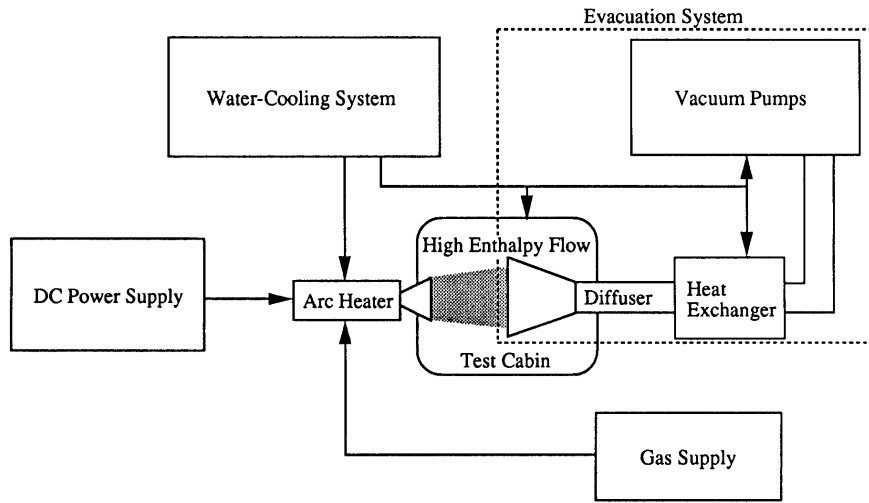 Evacuation System
Water-Cooling System
Vacuum Pumps
High Enthalpy Flow
DC Power Supply
Arc Heater
Diffuser
Heat
Exchanger
Test Cabin
Gas Supply